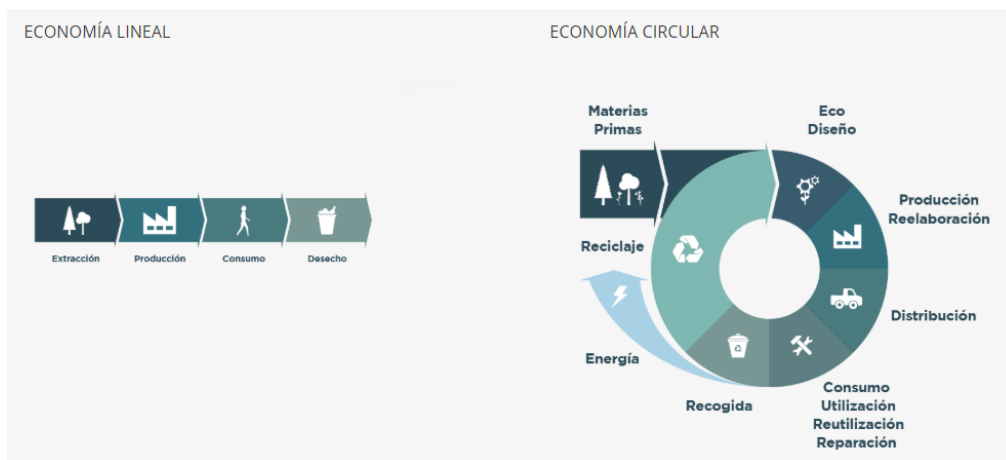 ECONOMÍA LINEAL
Extracción
Producción
Consumo
Desecho
ECONOMÍA CIRCULAR
Materias
Primas
Eco
Diseño
Producción
Reelaboración
Distribución
Consumo
Utilización
Reutilización
Reparación
Recogida
Energía
Reciclaje